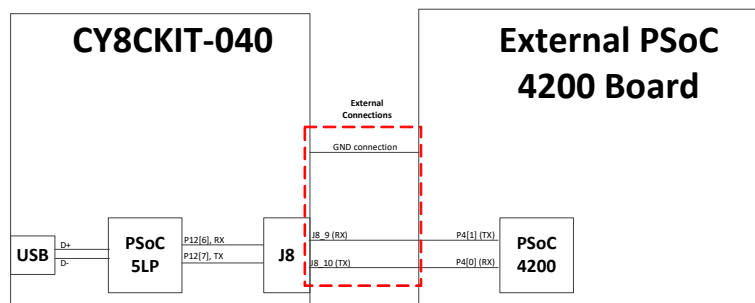 CY8CKIT-040
External PSoC
4200 Board
External
Connections
GND connection
USB
D+
D-
PSoC
5LP
P12[6], RX
P12[7], TX
J8
J8_9 (RX)
J8_10 (TX)
P4[1] (TX)
P4[0] (RX)
PSoC
4200